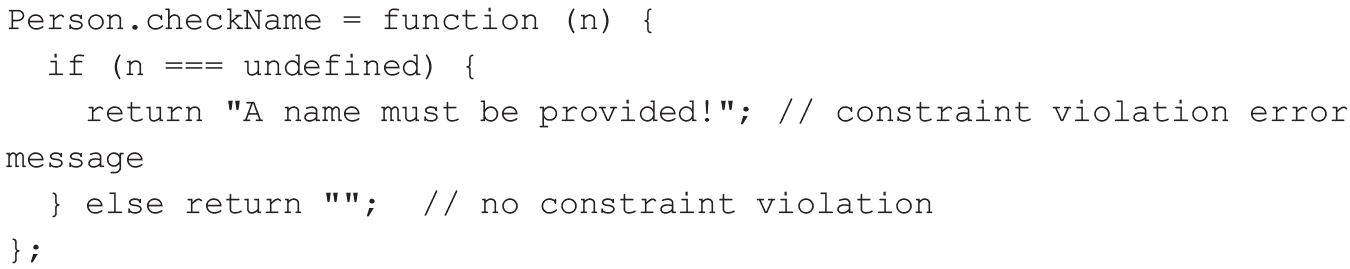 Person.checkName = function (n) {
  if (n === undefined) {
    return "A name must be provided!"; // constraint violation error
message
  } else return "";  // no constraint violation
};